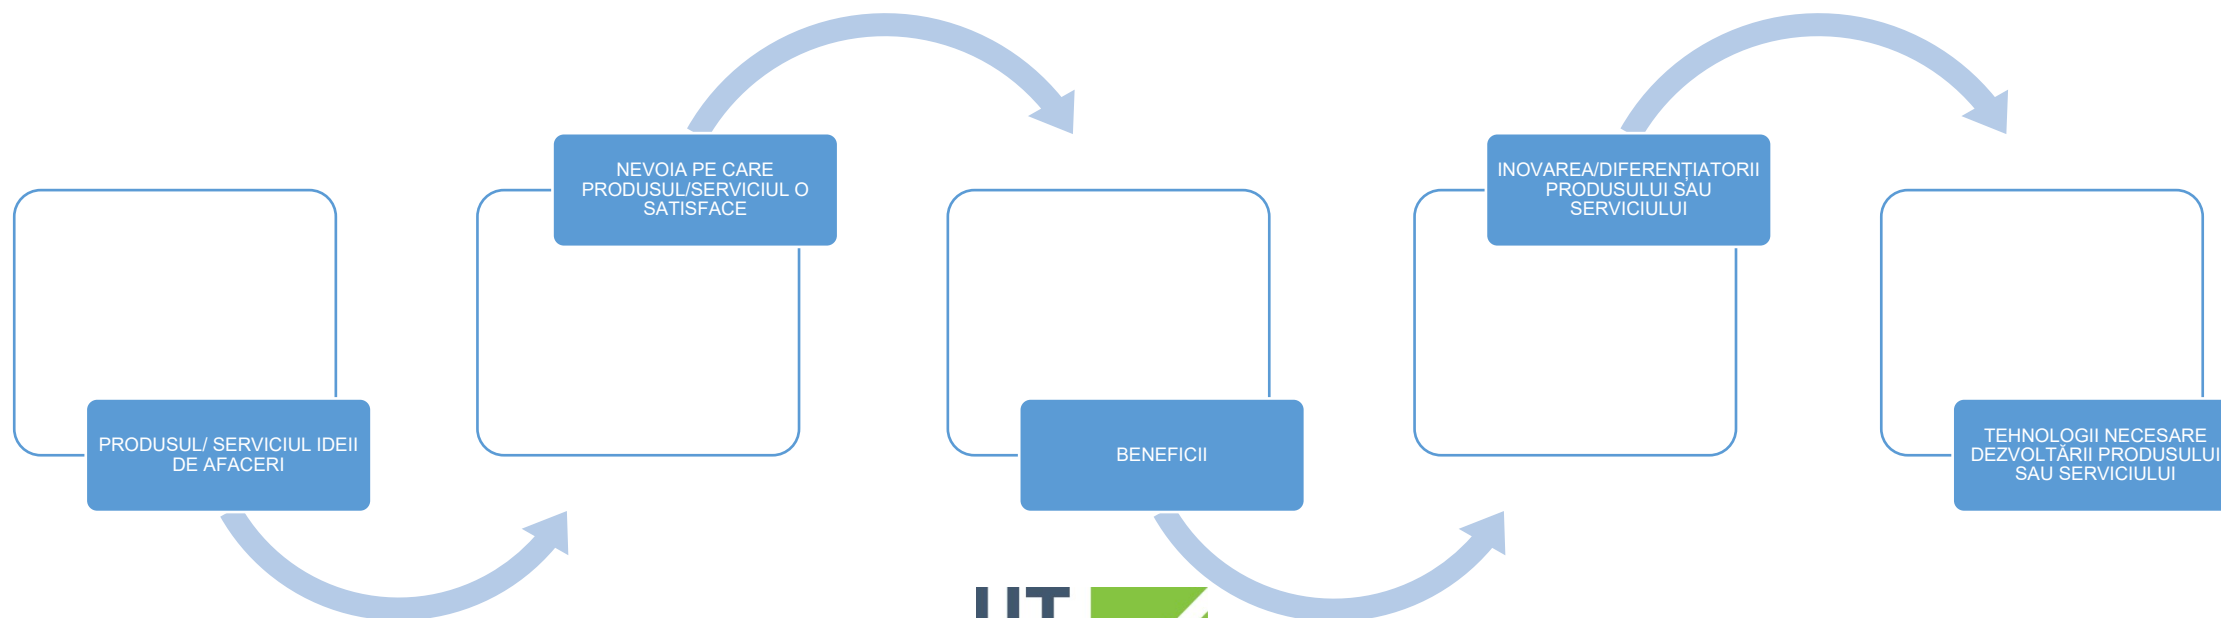 PRODUSUL/ SERVICIUL IDEII
DE AFACERI
NEVOIA PE CARE
PRODUSUL/SERVICIUL O
SATISFACE
BENEFICII
INOVAREA/DIFERENȚIATORII
PRODUSULUI SAU
SERVICIULUI
TEHNOLOGII NECESARE
DEZVOLTĂRII PRODUSULUI
SAU SERVICIULUI